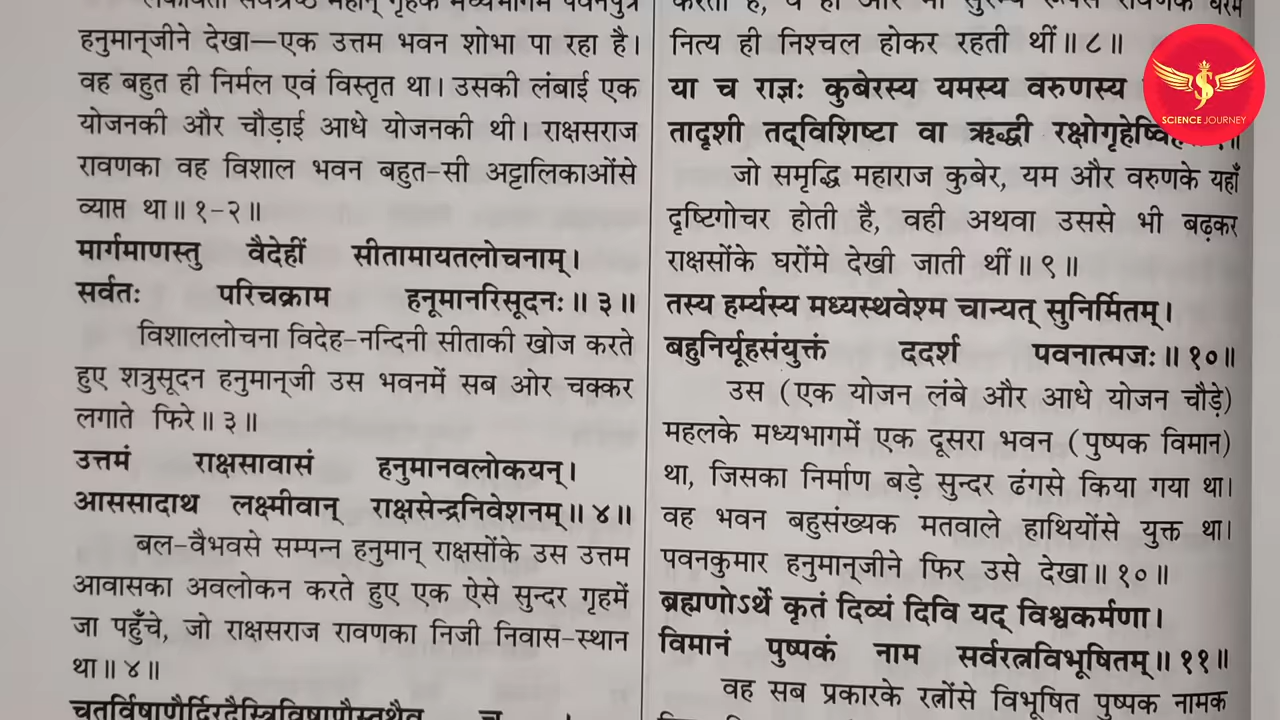 हनुमान्‌जीने देखा—एक उत्तम भवन शोभा पा रहा है।
वह बहुत ही निर्मल एवं विस्तृत था। उसकी लंबाई एक
योजनकी और चौड़ाई आधे योजनकी थी। राक्षसराज
रावणका वह विशाल भवन बहुत-सी अट्टालिकाओंसे
व्याप्त था॥ १-२॥
मार्गमाणस्तु वैदेहीं सीतामायतलोचनाम्।
सर्वतः परिचक्राम हनूमानरिसूदनः॥ ३॥
विशाललोचना विदेह-नन्दिनी सीताकी खोज करते
हुए शत्रुसूदन हनुमान्‌जी उस भवनमें सब ओर चक्कर
लगाते फिरे॥ ३॥
उत्तमं राक्षसावासं हनुमानवलोकयन्।
आससादाथ लक्ष्मीवान् राक्षसेन्द्रनिवेशनम्॥ ४॥
बल-वैभवसे सम्पन्न हनुमान् राक्षसोंके उस उत्तम
आवासका अवलोकन करते हुए एक ऐसे सुन्दर गृहमें
जा पहुँचे, जो राक्षसराज रावणका निजी निवास-स्थान
था॥ ४॥
नित्य ही निश्चल होकर रहती थीं॥ ८॥
या च राज्ञः कुबेरस्य यमस्य वरुणस्य
तादृशी तद्विशिष्टा वा ऋद्धी
जो समृद्धि महाराज कुबेर, यम और वरुणके यहाँ
दृष्टिगोचर होती है, वही अथवा उससे भी बढ़कर
राक्षसोंके घरोंमे देखी जाती थीं॥ ९॥
तस्य हर्म्यस्य मध्यस्थवेश्म चान्यत् सुनिर्मितम्।
बहुनिर्यूहसंयुक्तं ददर्श पवनात्मजः॥ १०॥
उस (एक योजन लंबे और आधे योजन चौड़े)
महलके मध्यभागमें एक दूसरा भवन (पुष्पक विमान)
था, जिसका निर्माण बड़े सुन्दर ढंगसे किया गया था।
वह भवन बहुसंख्यक मतवाले हाथियोंसे युक्त था।
पवनकुमार हनुमान्‌जीने फिर उसे देखा॥ १०॥
ब्रह्मणोऽर्थे कृतं दिव्यं दिवि यद् विश्वकर्मणा।
विमानं पुष्पकं नाम सर्वरत्नविभूषितम्॥ ११॥
वह सब प्रकारके रत्नोंसे विभूषित पुष्पक नामक
SCIENCE JOURNEY